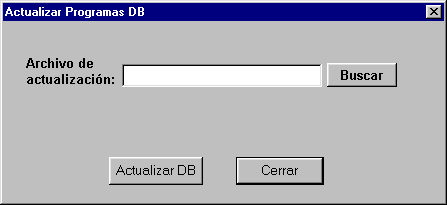 Actualizar Programas DB
Archivo de
actualización:
Buscar
Actualizar DB
Cerrar